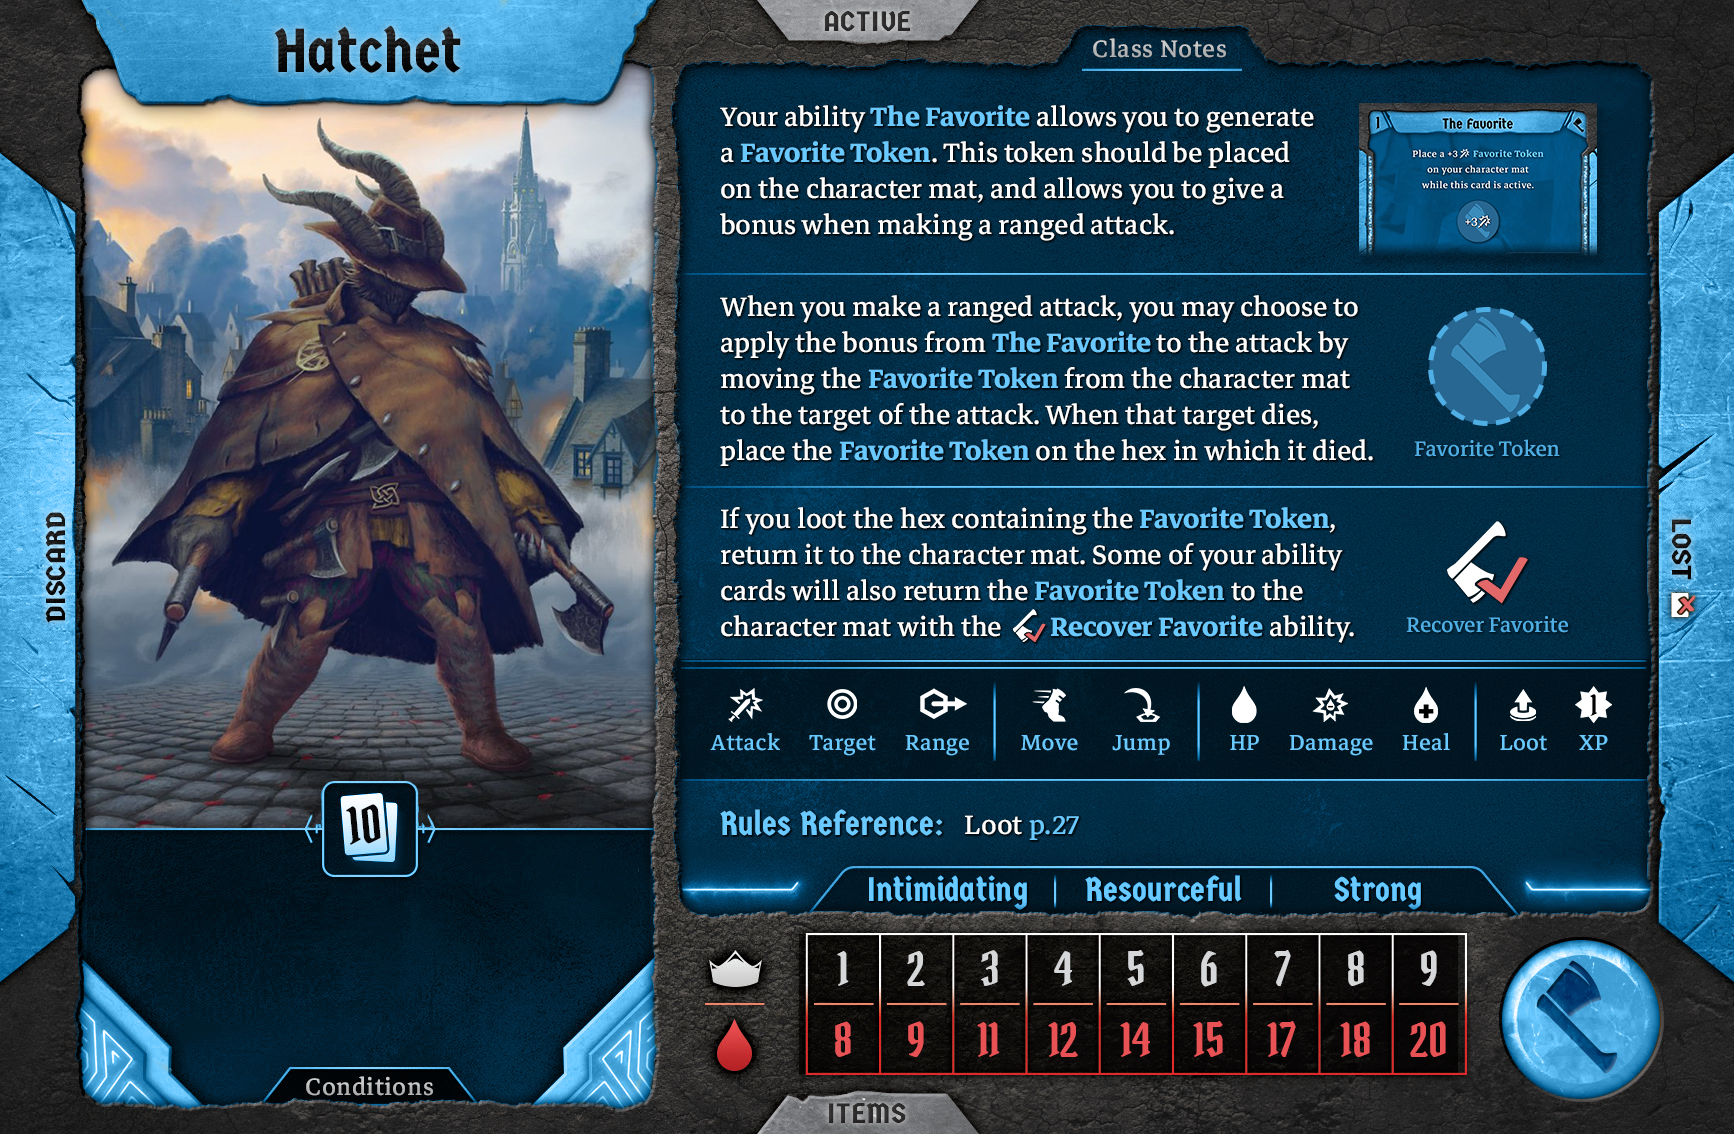 Hatchet
ACTIVE
Class Notes
Your ability The Favorite allows you to generate
a Favorite Token. This token should be placed
on the character mat, and allows you to give a
bonus when making a ranged attack.
1
The Favorite
Place a +3 Favorite Token
on your character mat
while this card is active.
+3
When you make a ranged attack, you may choose to
apply the bonus from The Favorite to the attack by
moving the Favorite Token from the character mat
to the target of the attack. When that target dies,
place the Favorite Token on the hex in which it died.
Favorite Token
If you loot the hex containing the Favorite Token,
return it to the character mat. Some of your ability
cards will also return the Favorite Token to the
character mat with the Recover Favorite ability.
Recover Favorite
DISCARD
LOST
Attack Target Range Move Jump HP Damage Heal Loot 1 XP
10
Rules Reference: Loot p.27
Intimidating Resourceful Strong
1 2 3 4 5 6 7 8 9
8 9 11 12 14 15 17 18 20
Conditions
ITEMS